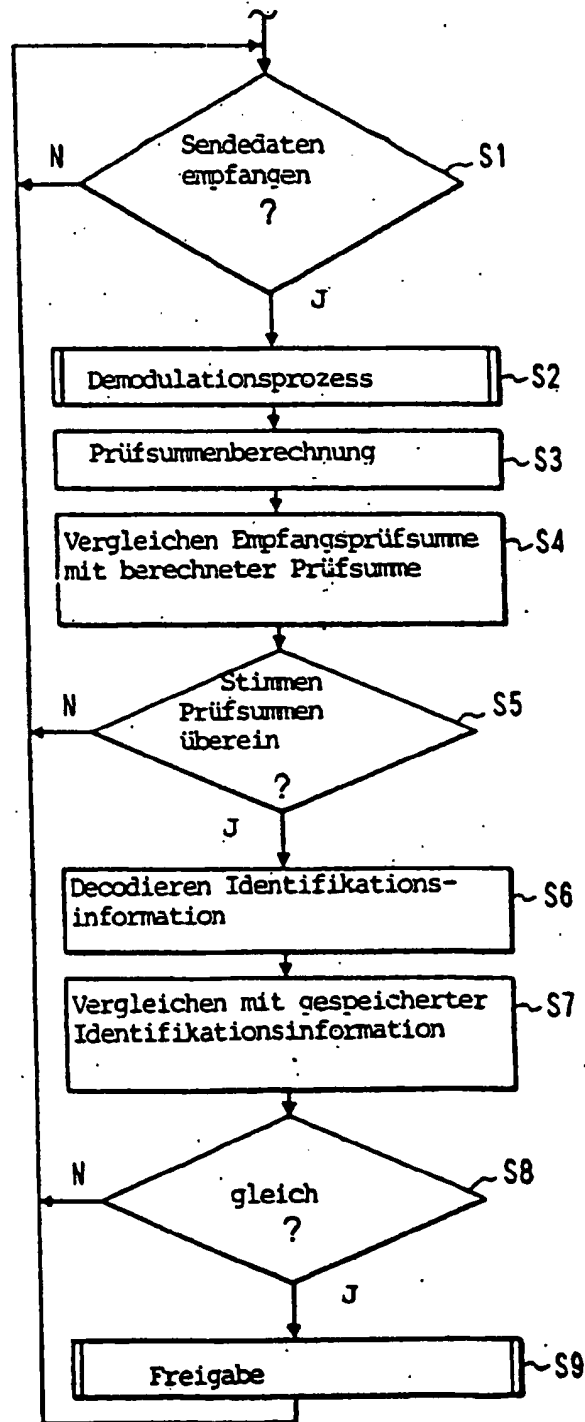 Sendedaten
empfangen
?
N
S1
J
Demodulationsprozess
S2
Prüfsummenberechnung
S3
Vergleichen Empfangsprüfsumme
mit berechneter Prüfsumme
S4
Stimmen
Prüfsummen
überein
?
N
S5
J
Decodieren Identifikations-
information
S6
Vergleichen mit gespeicherter
Identifikationsinformation
S7
gleich
?
N
S8
J
Freigabe
S9